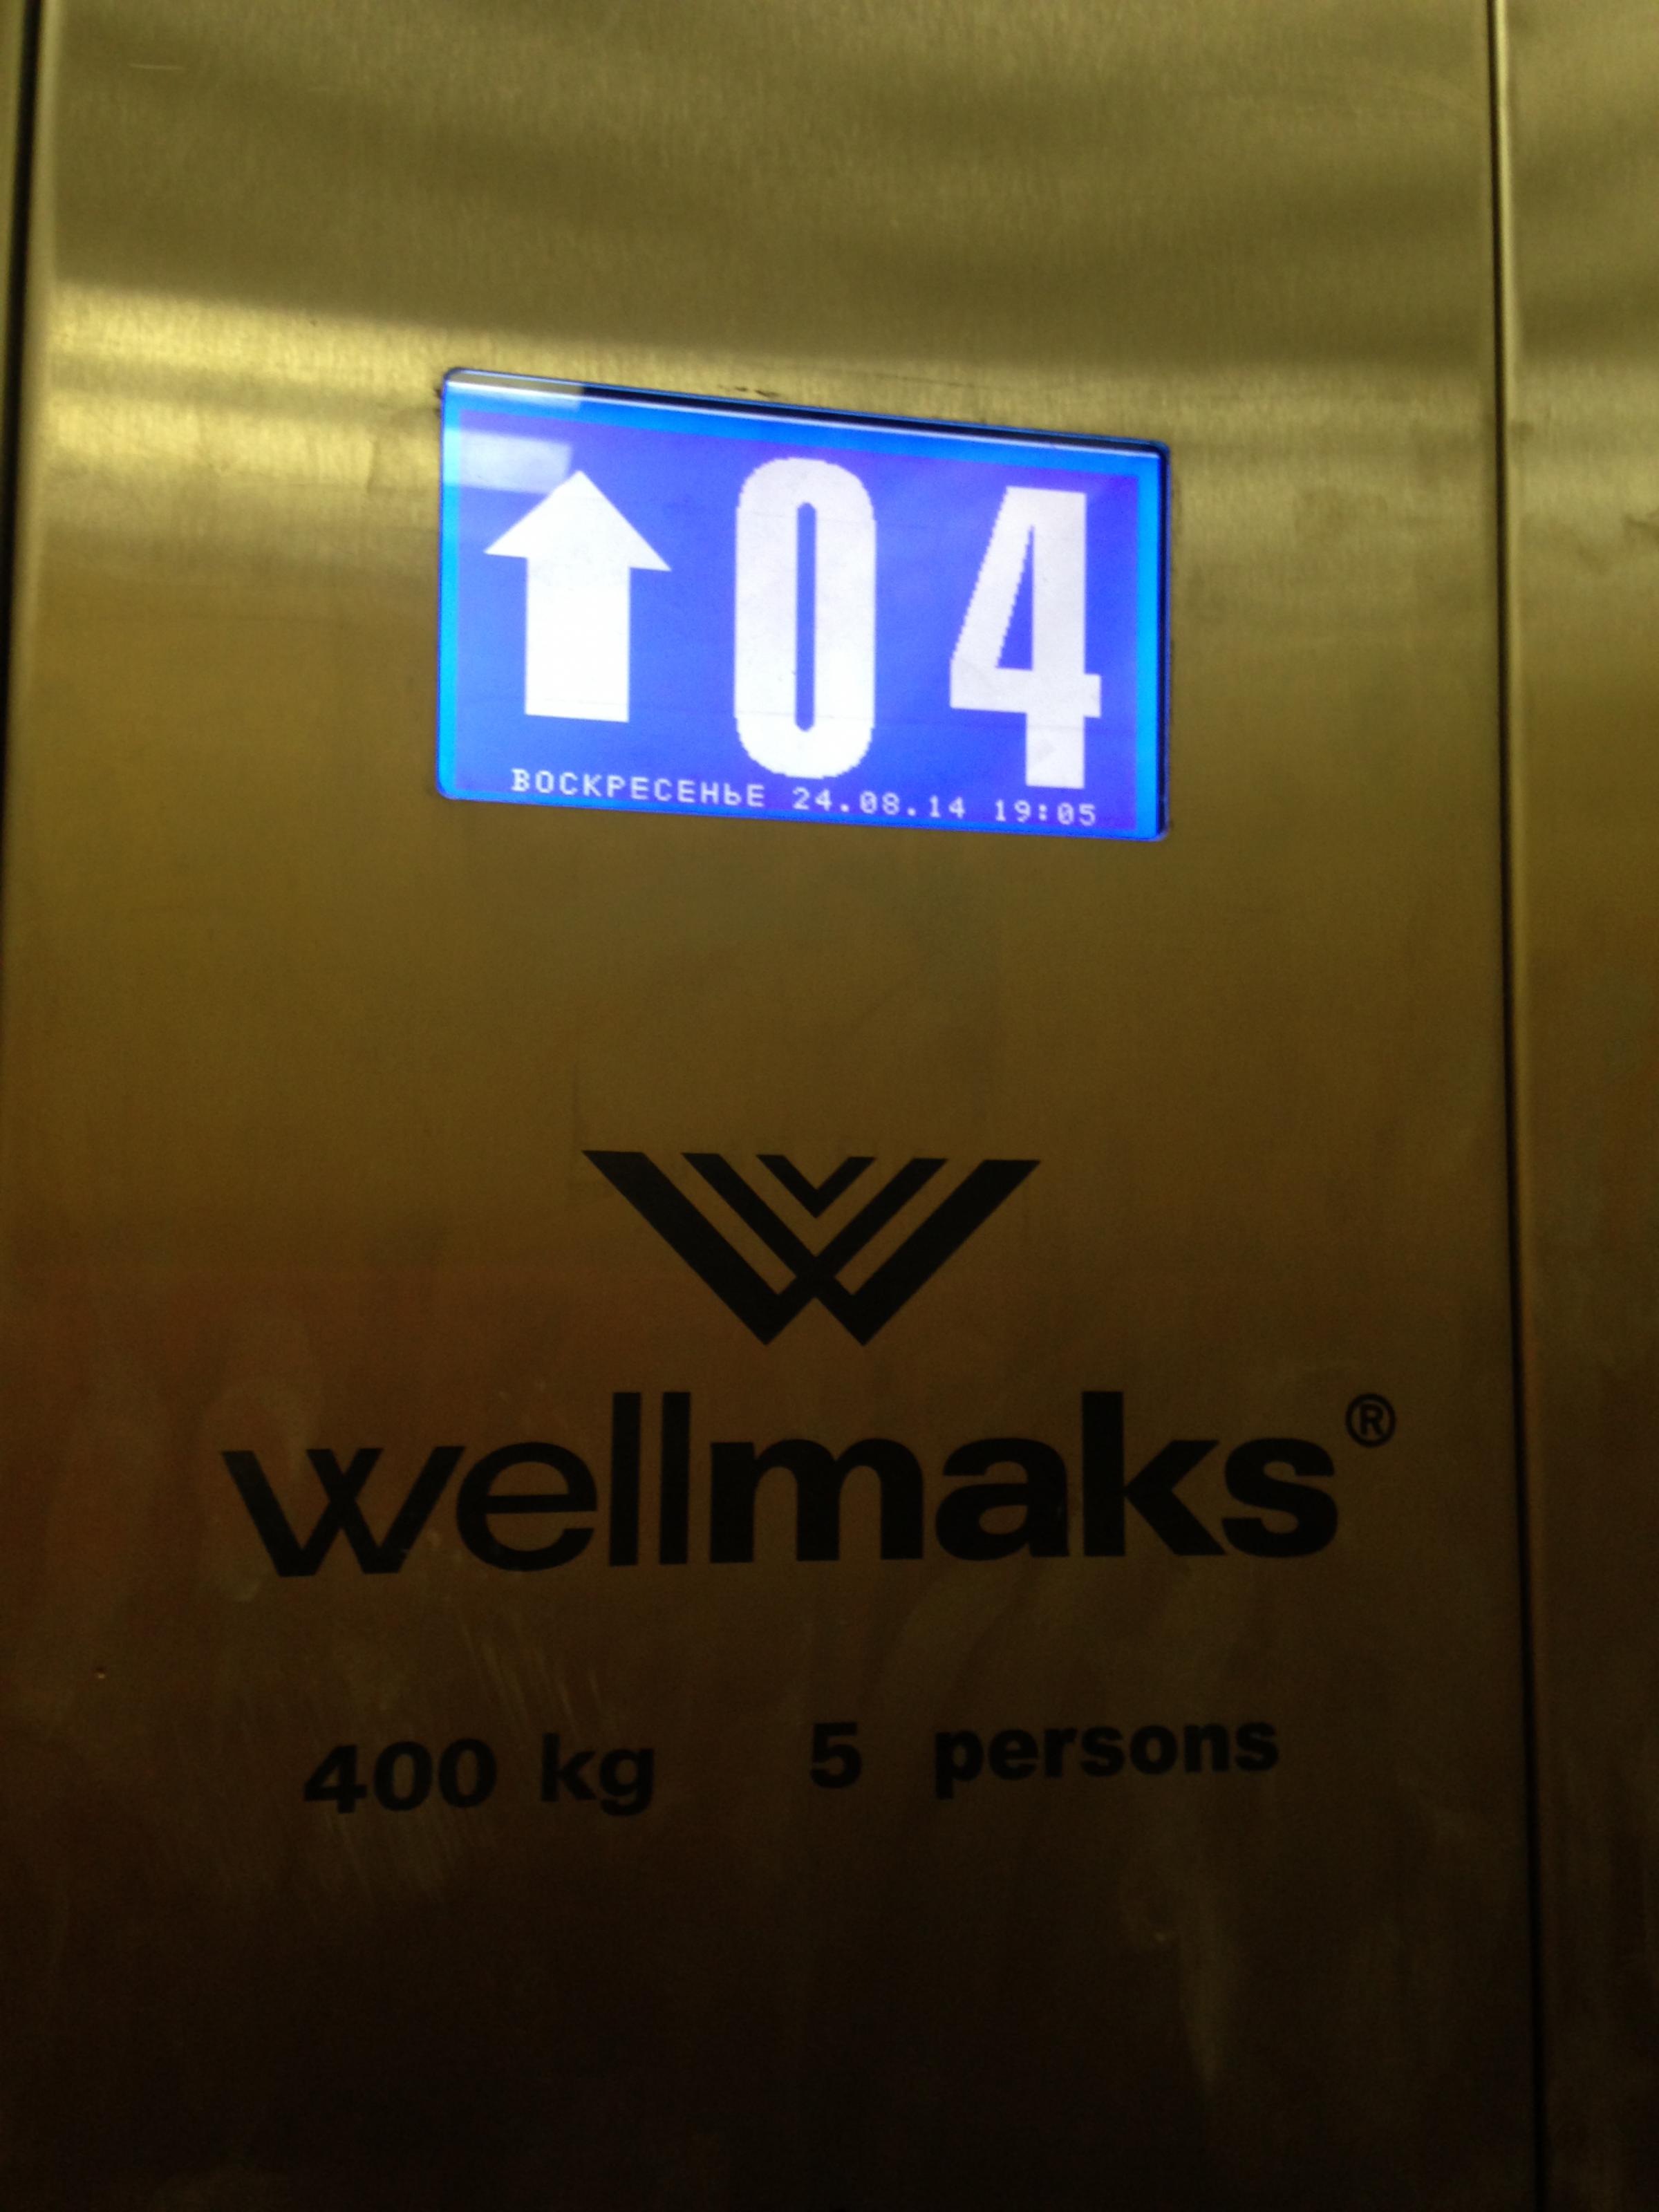 04
ВОСКРЕСЕНЬЕ 24.08.14 19:05
wellmaks®
400 kg 5 persons